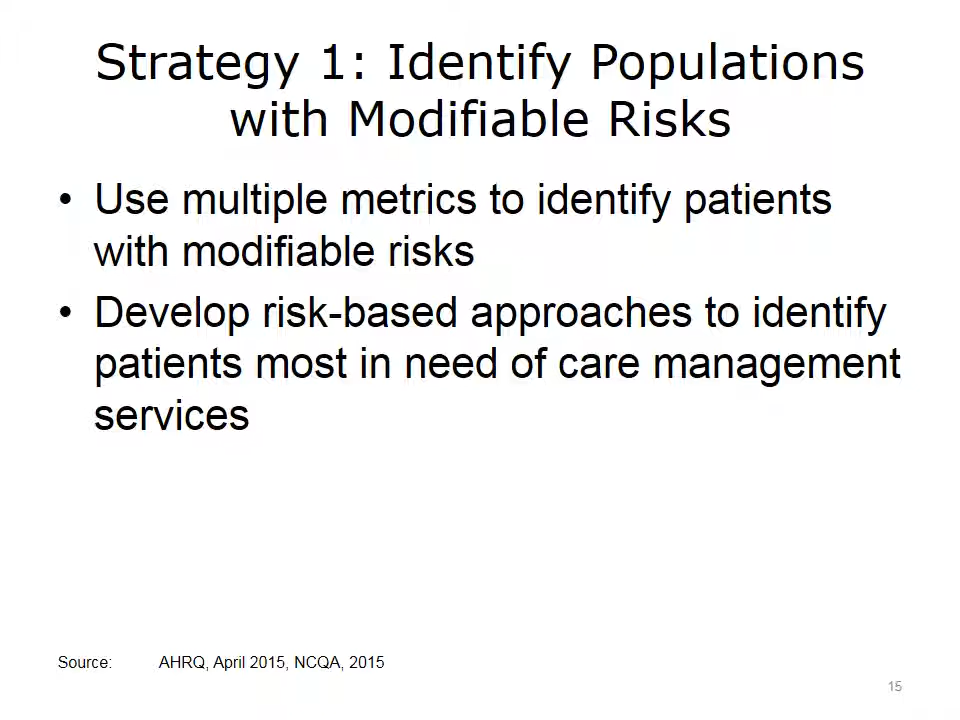 Strategy 1: Identify Populations
with Modifiable Risks
• Use multiple metrics to identify patients
with modifiable risks
• Develop risk-based approaches to identify
patients most in need of care management
services
Source: AHRQ, April 2015, NCQA, 2015
15